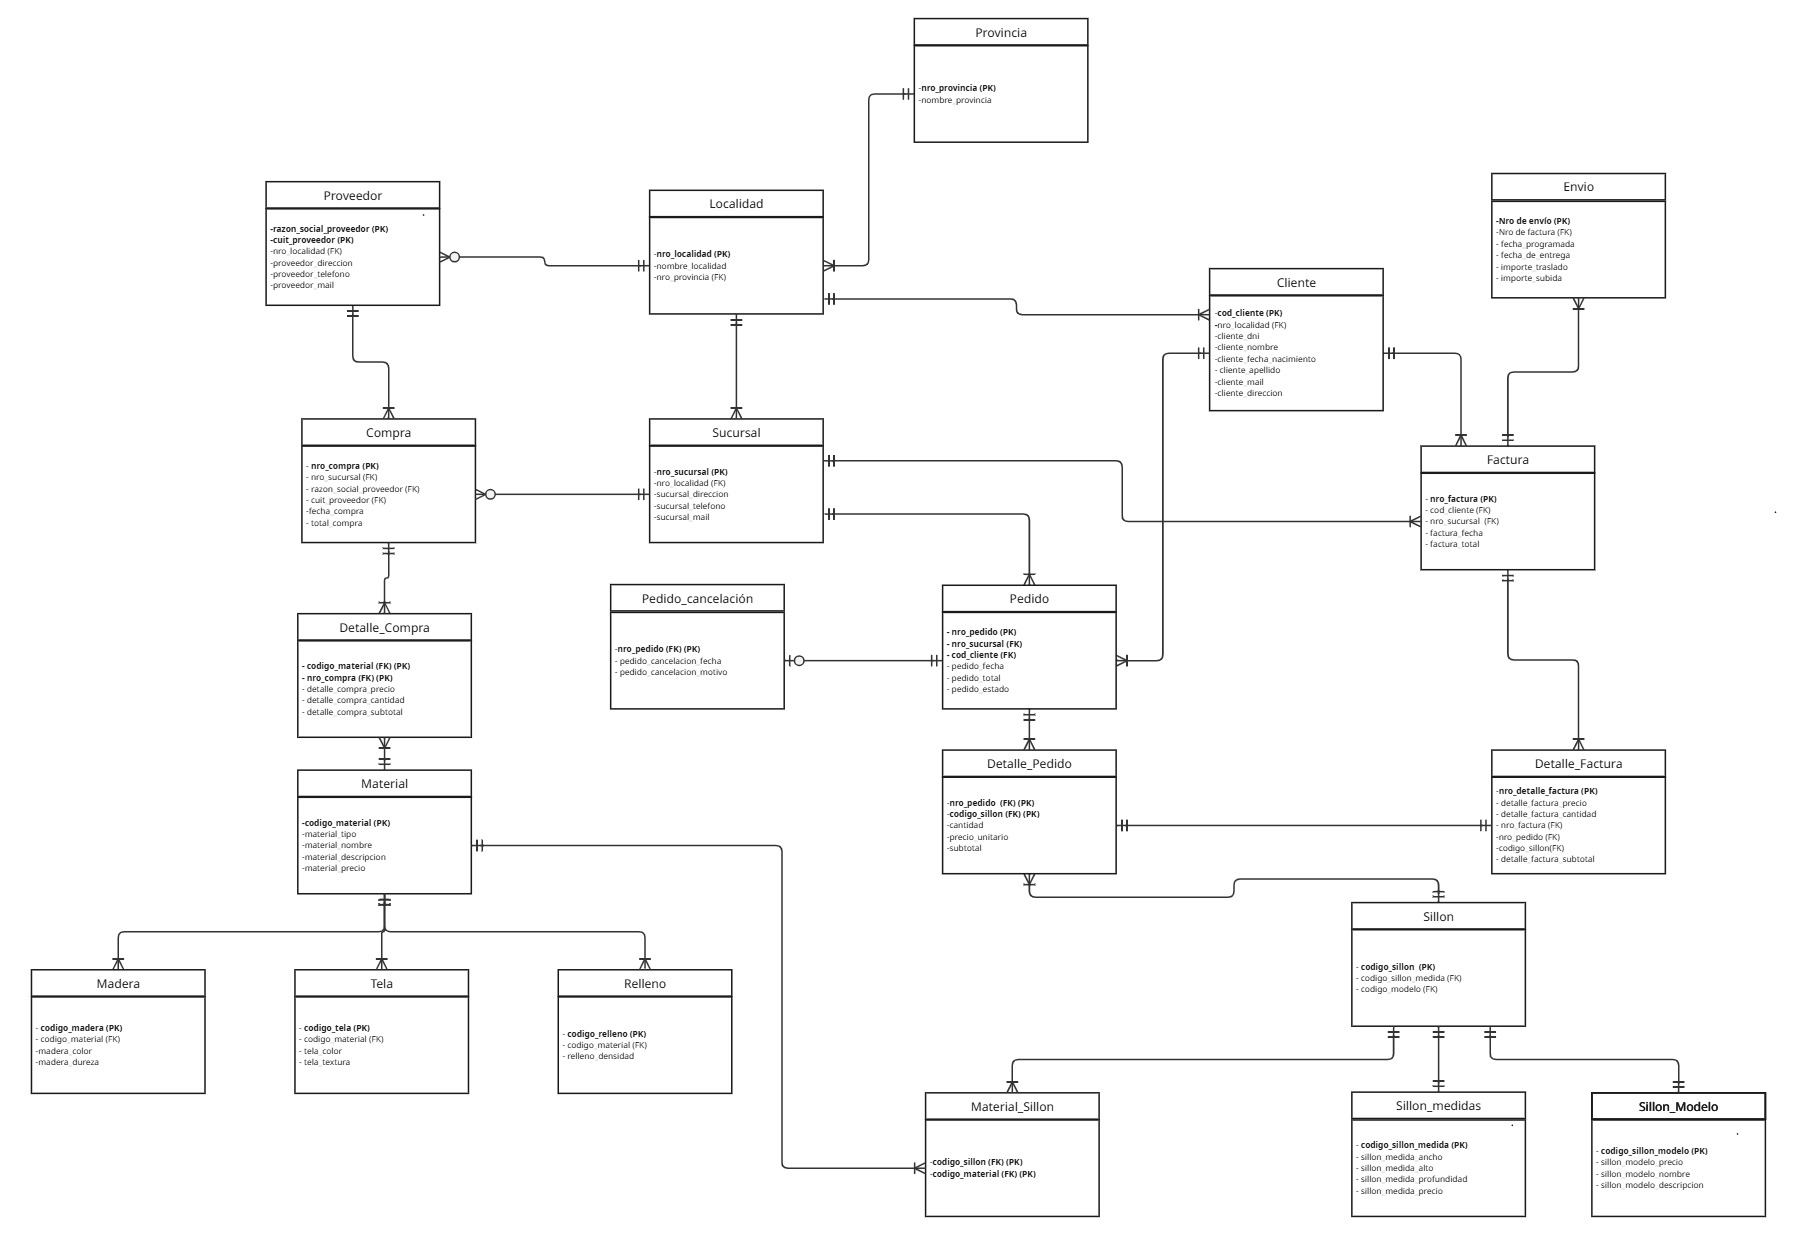 Provincia
-nro_provincia (PK)
-nombre_provincia
Proveedor
-razon_social_proveedor (PK)
-cuit_proveedor (PK)
-nro_localidad (FK)
-proveedor_direccion
-proveedor_telefono
-proveedor_mail
Localidad
-nro_localidad (PK)
-nombre_localidad
-nro_provincia (FK)
Envio
-Nro de envío (PK)
-Nro de factura (FK)
- fecha_programada
- fecha_de_entrega
- importe_traslado
- importe_subida
Cliente
-cod_cliente (PK)
-nro_localidad (FK)
-cliente_dni
-cliente_nombre
-cliente_fecha_nacimiento
- cliente_apellido
-cliente_mail
-cliente_direccion
Compra
- nro_compra (PK)
- nro_sucursal (FK)
- razon_social_proveedor (FK)
- cuit_proveedor (FK)
-fecha_compra
- total_compra
Sucursal
-nro_sucursal (PK)
-nro_localidad (FK)
-sucursal_direccion
-sucursal_telefono
-sucursal_mail
Factura
- nro_factura (PK)
- cod_cliente (FK)
- nro_sucursal  (FK)
- factura_fecha
- factura_total
Pedido_cancelación
-nro_pedido (FK) (PK)
- pedido_cancelacion_fecha
- pedido_cancelacion_motivo
Pedido
- nro_pedido (PK)
- nro_sucursal (FK)
- cod_cliente (FK)
- pedido_fecha
- pedido_total
- pedido_estado
Detalle_Compra
- codigo_material (FK) (PK)
- nro_compra (FK) (PK)
- detalle_compra_precio
- detalle_compra_cantidad
- detalle_compra_subtotal
Material
-codigo_material (PK)
-material_tipo
-material_nombre
-material_descripcion
-material_precio
Detalle_Pedido
-nro_pedido  (FK) (PK)
-codigo_sillon (FK) (PK)
-cantidad
-precio_unitario
-subtotal
Detalle_Factura
-nro_detalle_factura (PK)
- detalle_factura_precio
- detalle_factura_cantidad
- nro_factura (FK)
-nro_pedido (FK)
-codigo_sillon(FK)
- detalle_factura_subtotal
Sillon
- codigo_sillon  (PK)
- codigo_sillon_medida (FK)
- codigo_modelo (FK)
Madera
- codigo_madera (PK)
- codigo_material (FK)
-madera_color
-madera_dureza
Tela
- codigo_tela (PK)
- codigo_material (FK)
- tela_color
- tela_textura
Relleno
- codigo_relleno (PK)
- codigo_material (FK)
- relleno_densidad
Material_Sillon
-codigo_sillon (FK) (PK)
-codigo_material (FK) (PK)
Sillon_medidas
- codigo_sillon_medida (PK)
- sillon_medida_ancho
- sillon_medida_alto
- sillon_medida_profundidad
- sillon_medida_precio
Sillon_Modelo
- codigo_sillon_modelo (PK)
- sillon_modelo_precio
- sillon_modelo_nombre
- sillon_modelo_descripcion